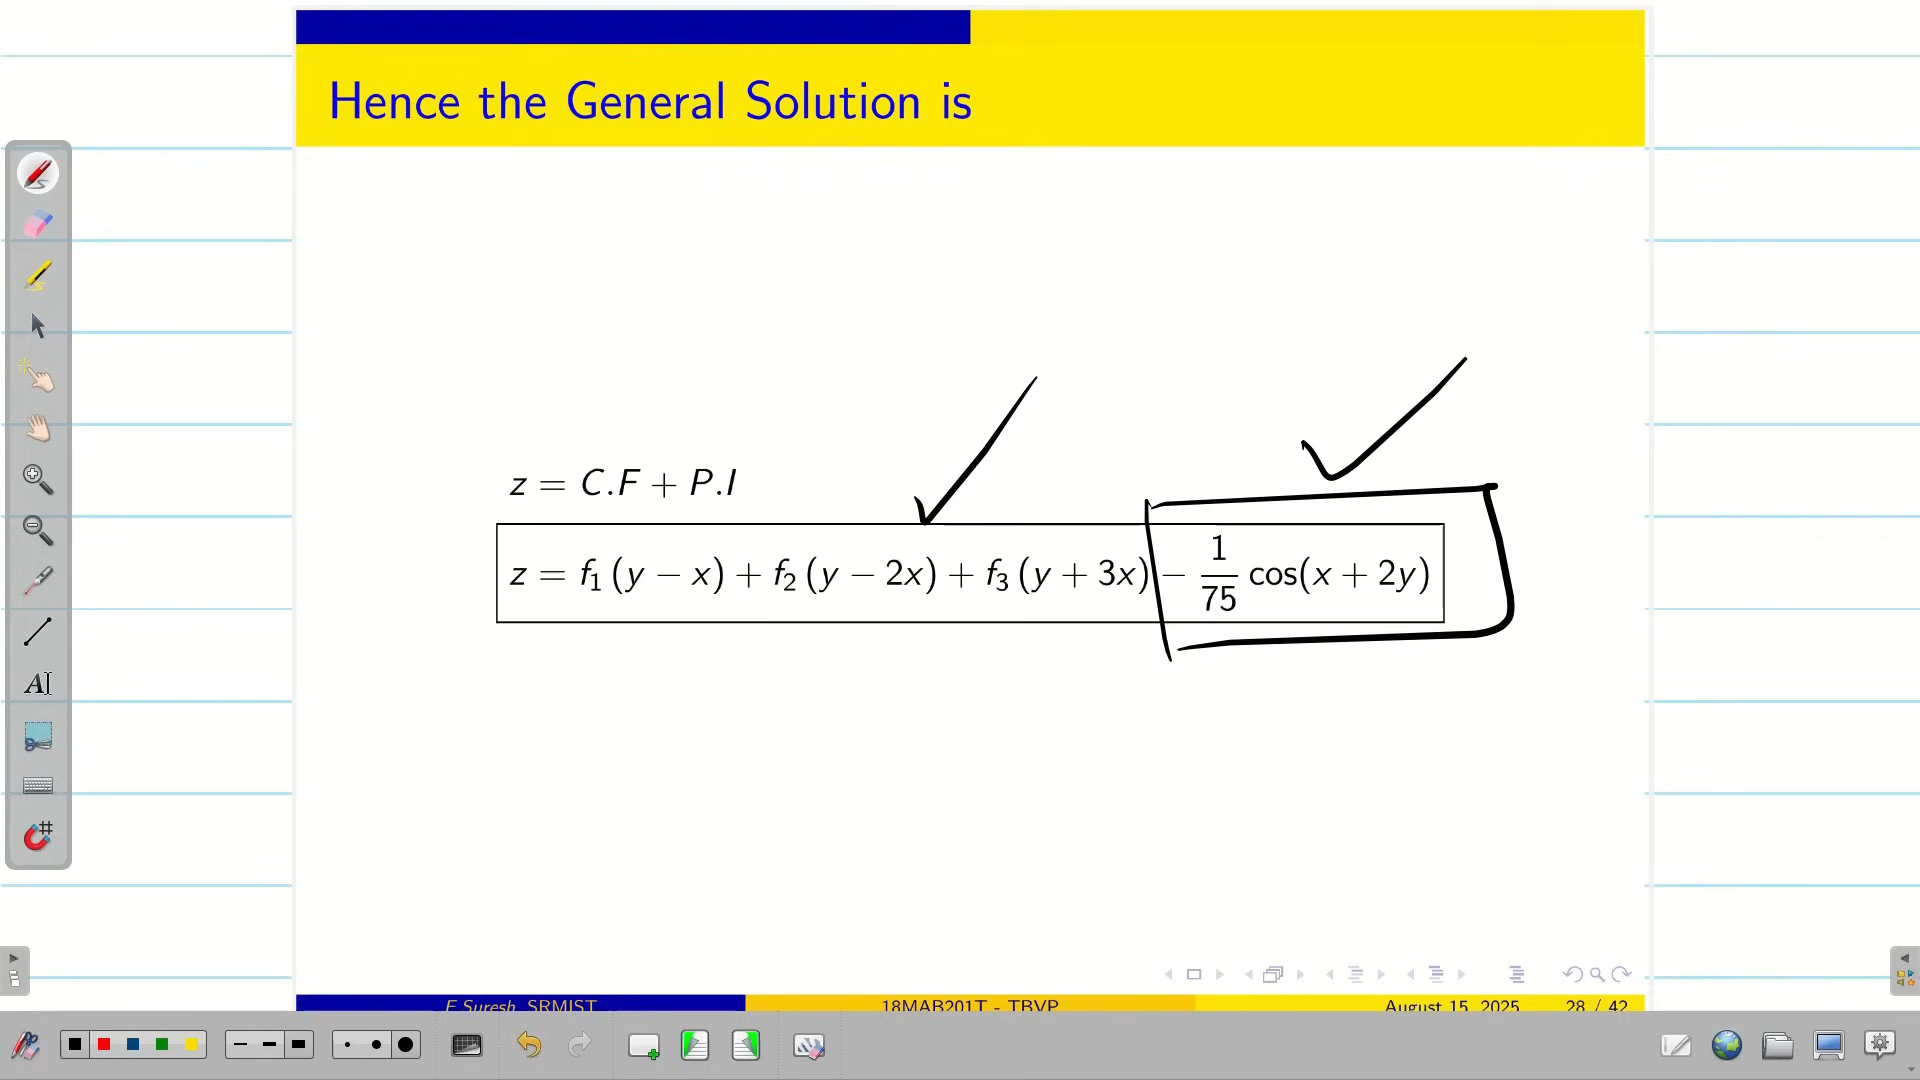 Hence the General Solution is
z = C.F + P.I
z = f₁ (y − x) + f₂ (y − 2x) + f₃ (y + 3x) − 1/75 cos(x + 2y)
F Suresh, SRMIST 18MAB201T - TBVP August 15, 2025 28 / 42